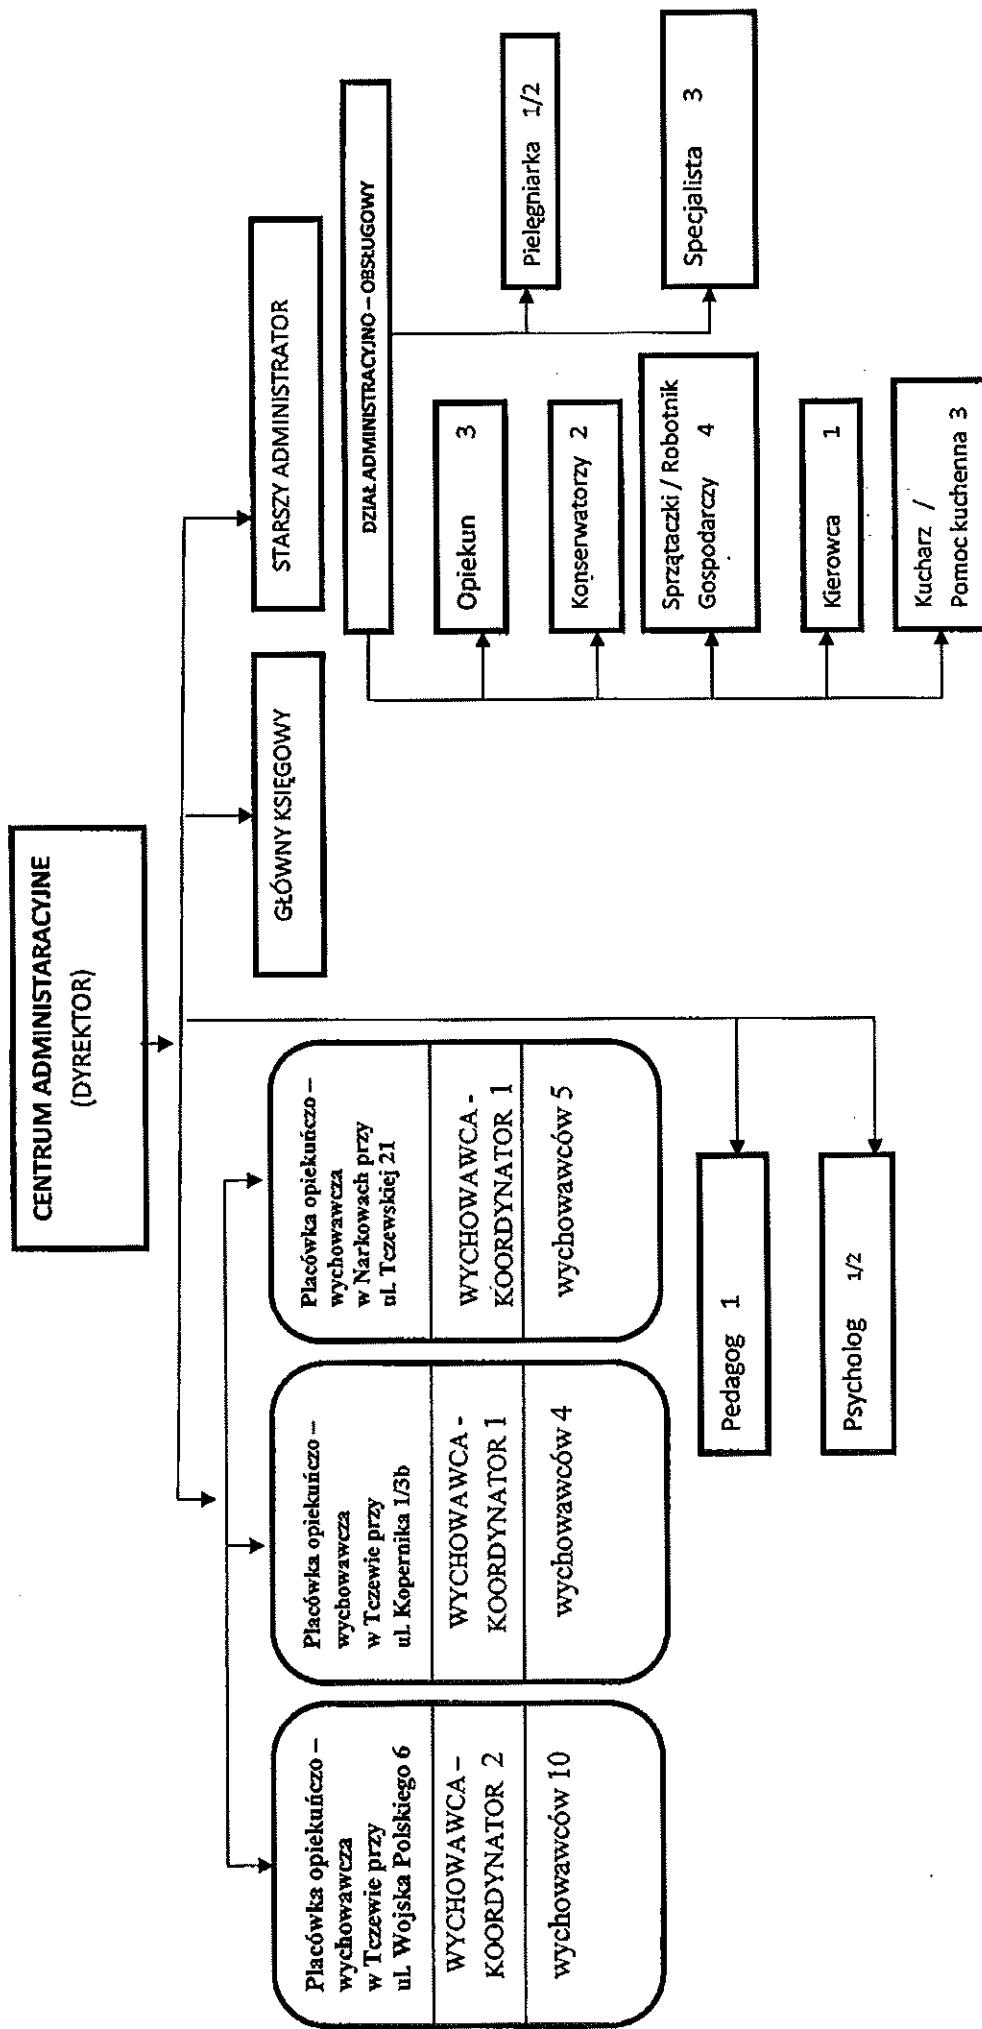 CENTRUM ADMINISTARACYJNE
(DYREKTOR)
GŁÓWNY KSIĘGOWY
STARSZY ADMINISTRATOR
Placówka opiekuńczo –
wychowawcza
w Tczewie przy
ul. Wojska Polskiego 6
WYCHOWAWCA –
KOORDYNATOR 2
wychowawców 10
Placówka opiekuńczo –
wychowawcza
w Tczewie przy
ul. Kopernika 1/3b
WYCHOWAWCA -
KOORDYNATOR 1
wychowawców 4
Placówka opiekuńczo –
wychowawcza
w Narkowach przy
ul. Tczewskiej 21
WYCHOWAWCA -
KOORDYNATOR 1
wychowawców 5
Pedagog 1
Psycholog 1/2
DZIAŁ ADMINISTRACYJNO – OBSŁUGOWY
Opiekun 3
Konserwatorzy 2
Sprzątaczki / Robotnik
Gospodarczy 4
Kierowca 1
Kucharz /
Pomoc kuchenna 3
Pielęgniarka 1/2
Specjalista 3